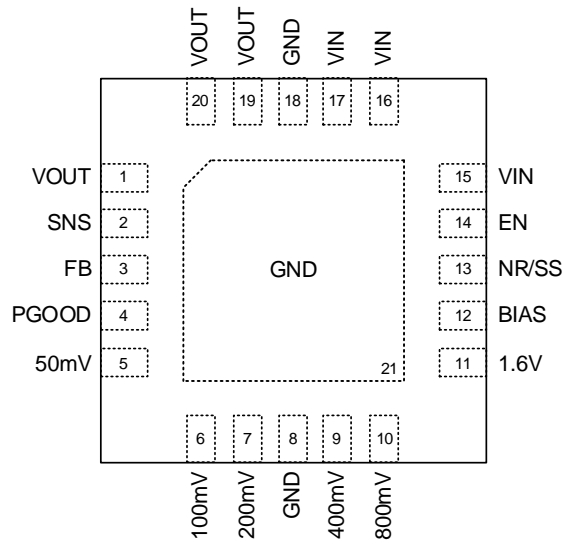 VOUT VOUT GND VIN VIN
20 19 18 17 16
VOUT 1 15 VIN
SNS 2 14 EN
FB 3 GND 13 NR/SS
PGOOD 4 12 BIAS
50mV 5 21 11 1.6V
6 7 8 9 10
100mV 200mV GND 400mV 800mV